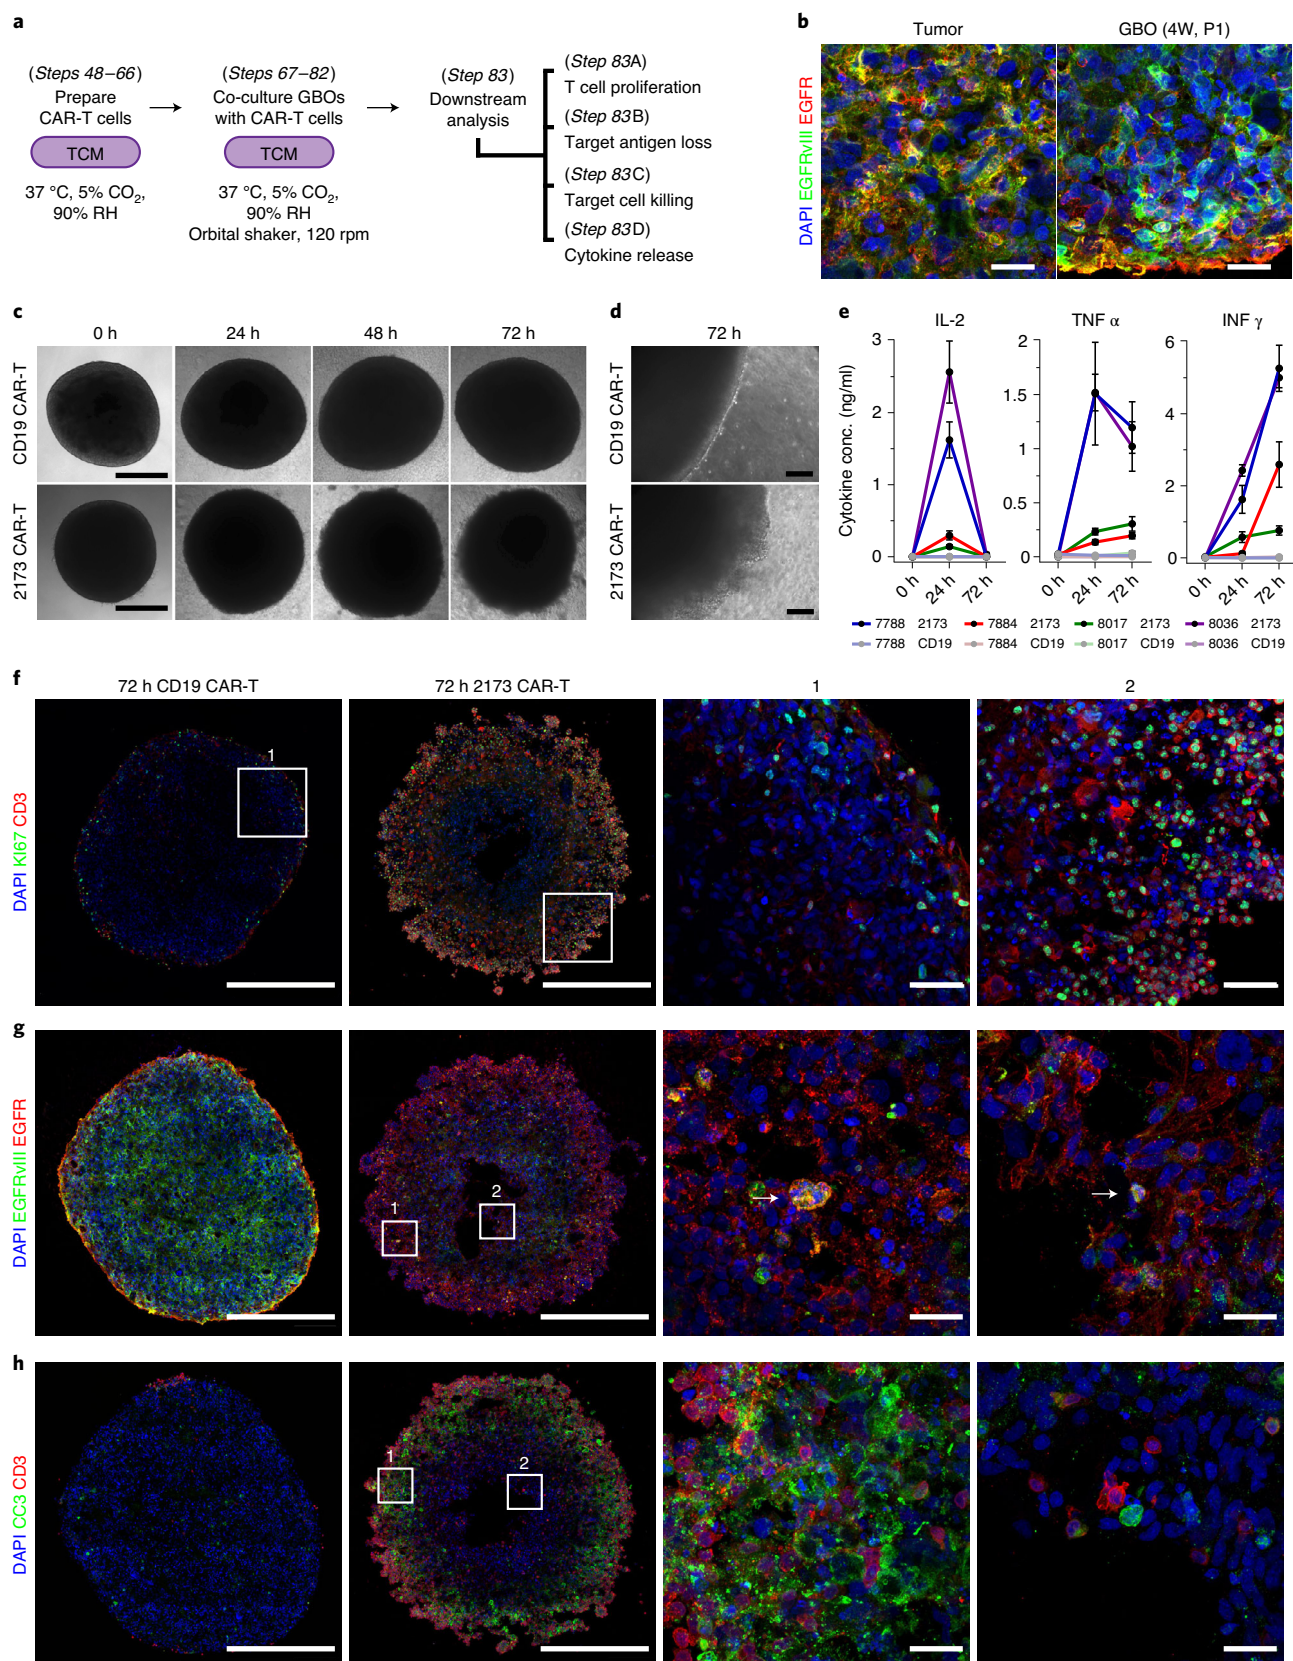 a
(Steps 48–66)
Prepare
CAR-T cells
TCM
37 °C, 5% CO2,
90% RH
(Steps 67–82)
Co-culture GBOs
with CAR-T cells
TCM
37 °C, 5% CO2,
90% RH
Orbital shaker, 120 rpm
(Step 83)
Downstream
analysis
(Step 83A)
T cell proliferation
(Step 83B)
Target antigen loss
(Step 83C)
Target cell killing
(Step 83D)
Cytokine release
b
Tumor
GBO (4W, P1)
DAPI EGFRvIII EGFR
c
0 h
24 h
48 h
72 h
CD19 CAR-T
2173 CAR-T
d
72 h
CD19 CAR-T
2173 CAR-T
e
IL-2
TNF α
INF γ
Cytokine conc. (ng/ml)
3
2
1
0
2
1.5
1
0.5
0
6
4
2
0
0 h
24 h
72 h
0 h
24 h
72 h
0 h
24 h
72 h
7788 2173
7884 2173
8017 2173
8036 2173
7788 CD19
7884 CD19
8017 CD19
8036 CD19
f
72 h CD19 CAR-T
72 h 2173 CAR-T
1
2
DAPI KI67 CD3
1
g
DAPI EGFRvIII EGFR
1
2
h
DAPI CC3 CD3
1
2